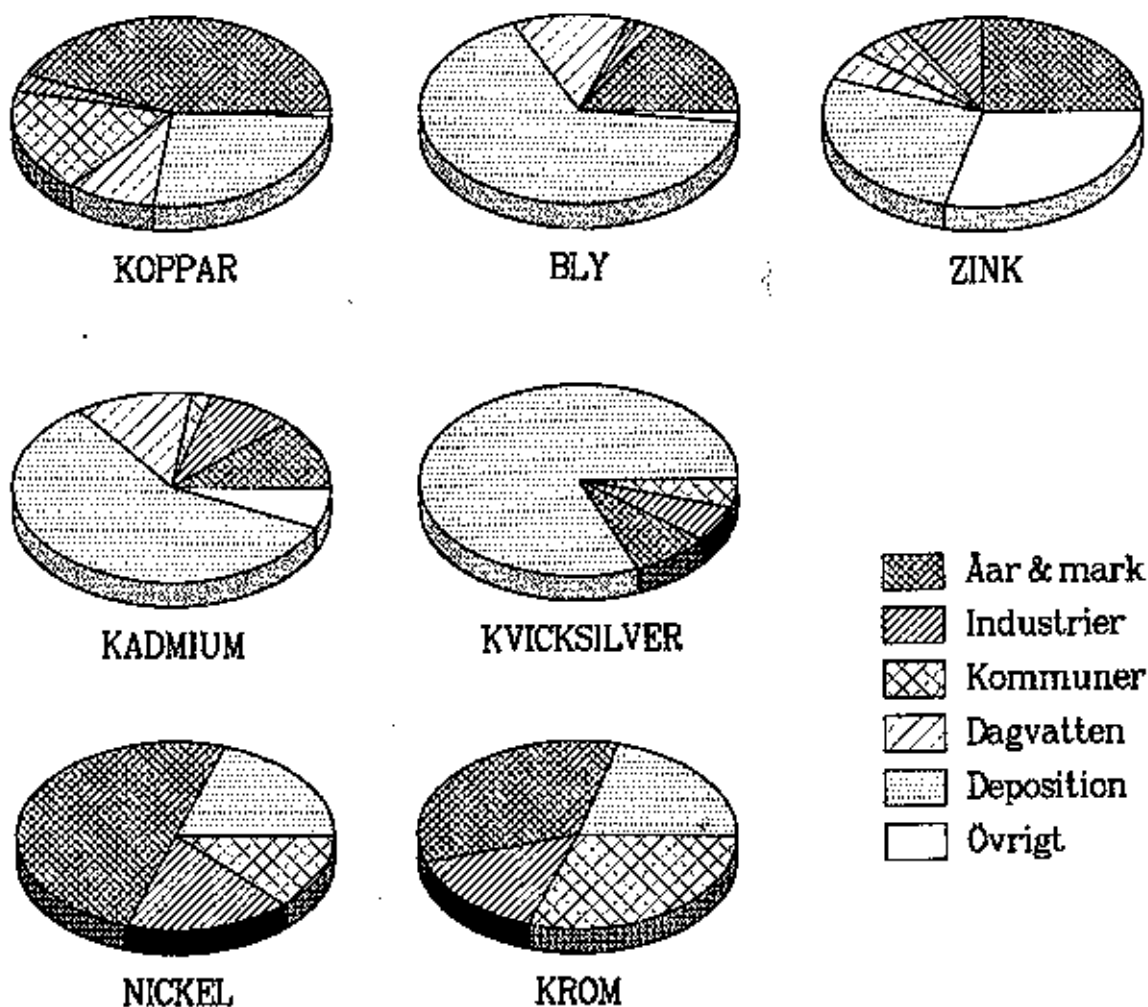 KOPPAR
BLY
ZINK
KADMIUM
KVICKSILVER
Åar & mark
Industrier
Kommuner
Dagvatten
Deposition
Övrigt
NICKEL
KROM